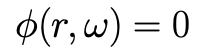 ϕ(r, ω) = 0